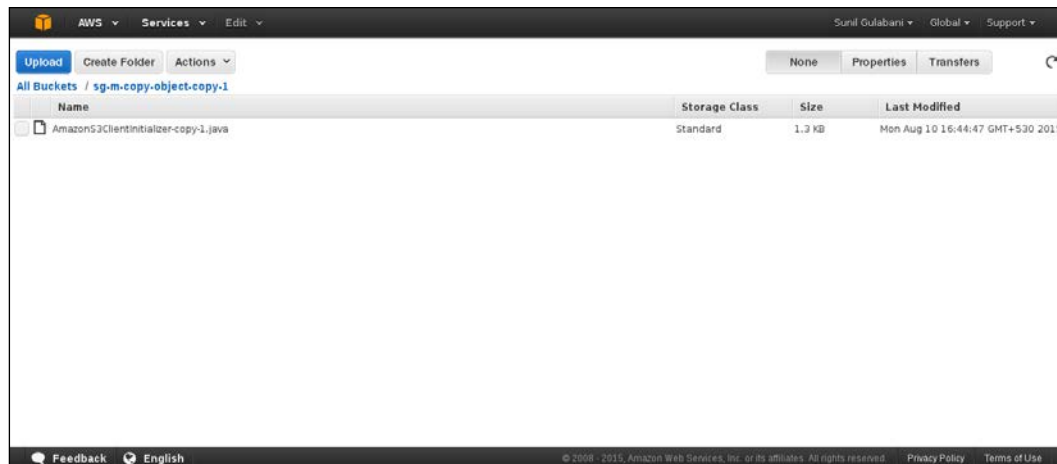 AWS Services Edit Sunil Gulabani Global Support
Upload Create Folder Actions None Properties Transfers
All Buckets / sg-m-copy-object-copy-1
Name Storage Class Size Last Modified
AmazonS3ClientInitializer-copy-1.java Standard 1.3 KB Mon Aug 10 16:44:47 GMT+530 201
Feedback English © 2008 - 2015, Amazon Web Services, Inc. or its affiliates. All rights reserved. Privacy Policy Terms of Use